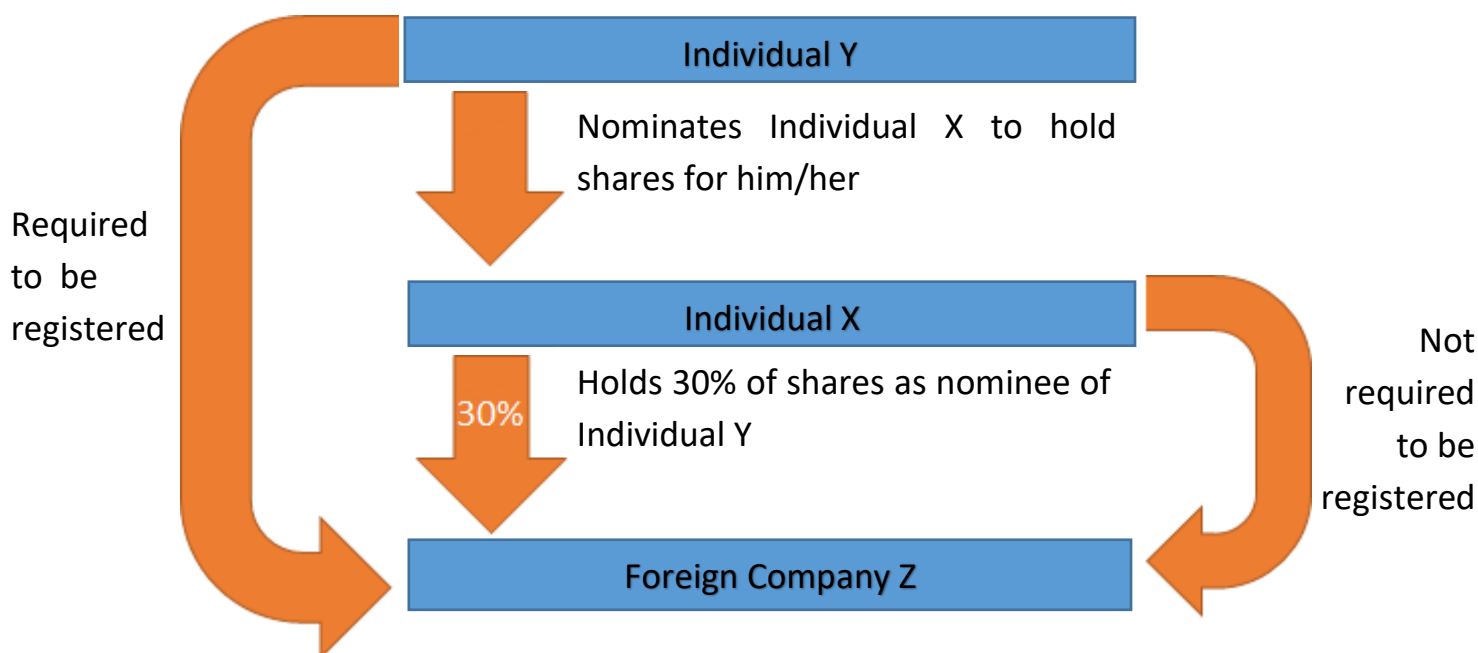 Individual Y
Nominates Individual X to hold
shares for him/her
Required
to be
registered
Individual X
Not
required
to be
registered
30%
Holds 30% of shares as nominee of
Individual Y
Foreign Company Z